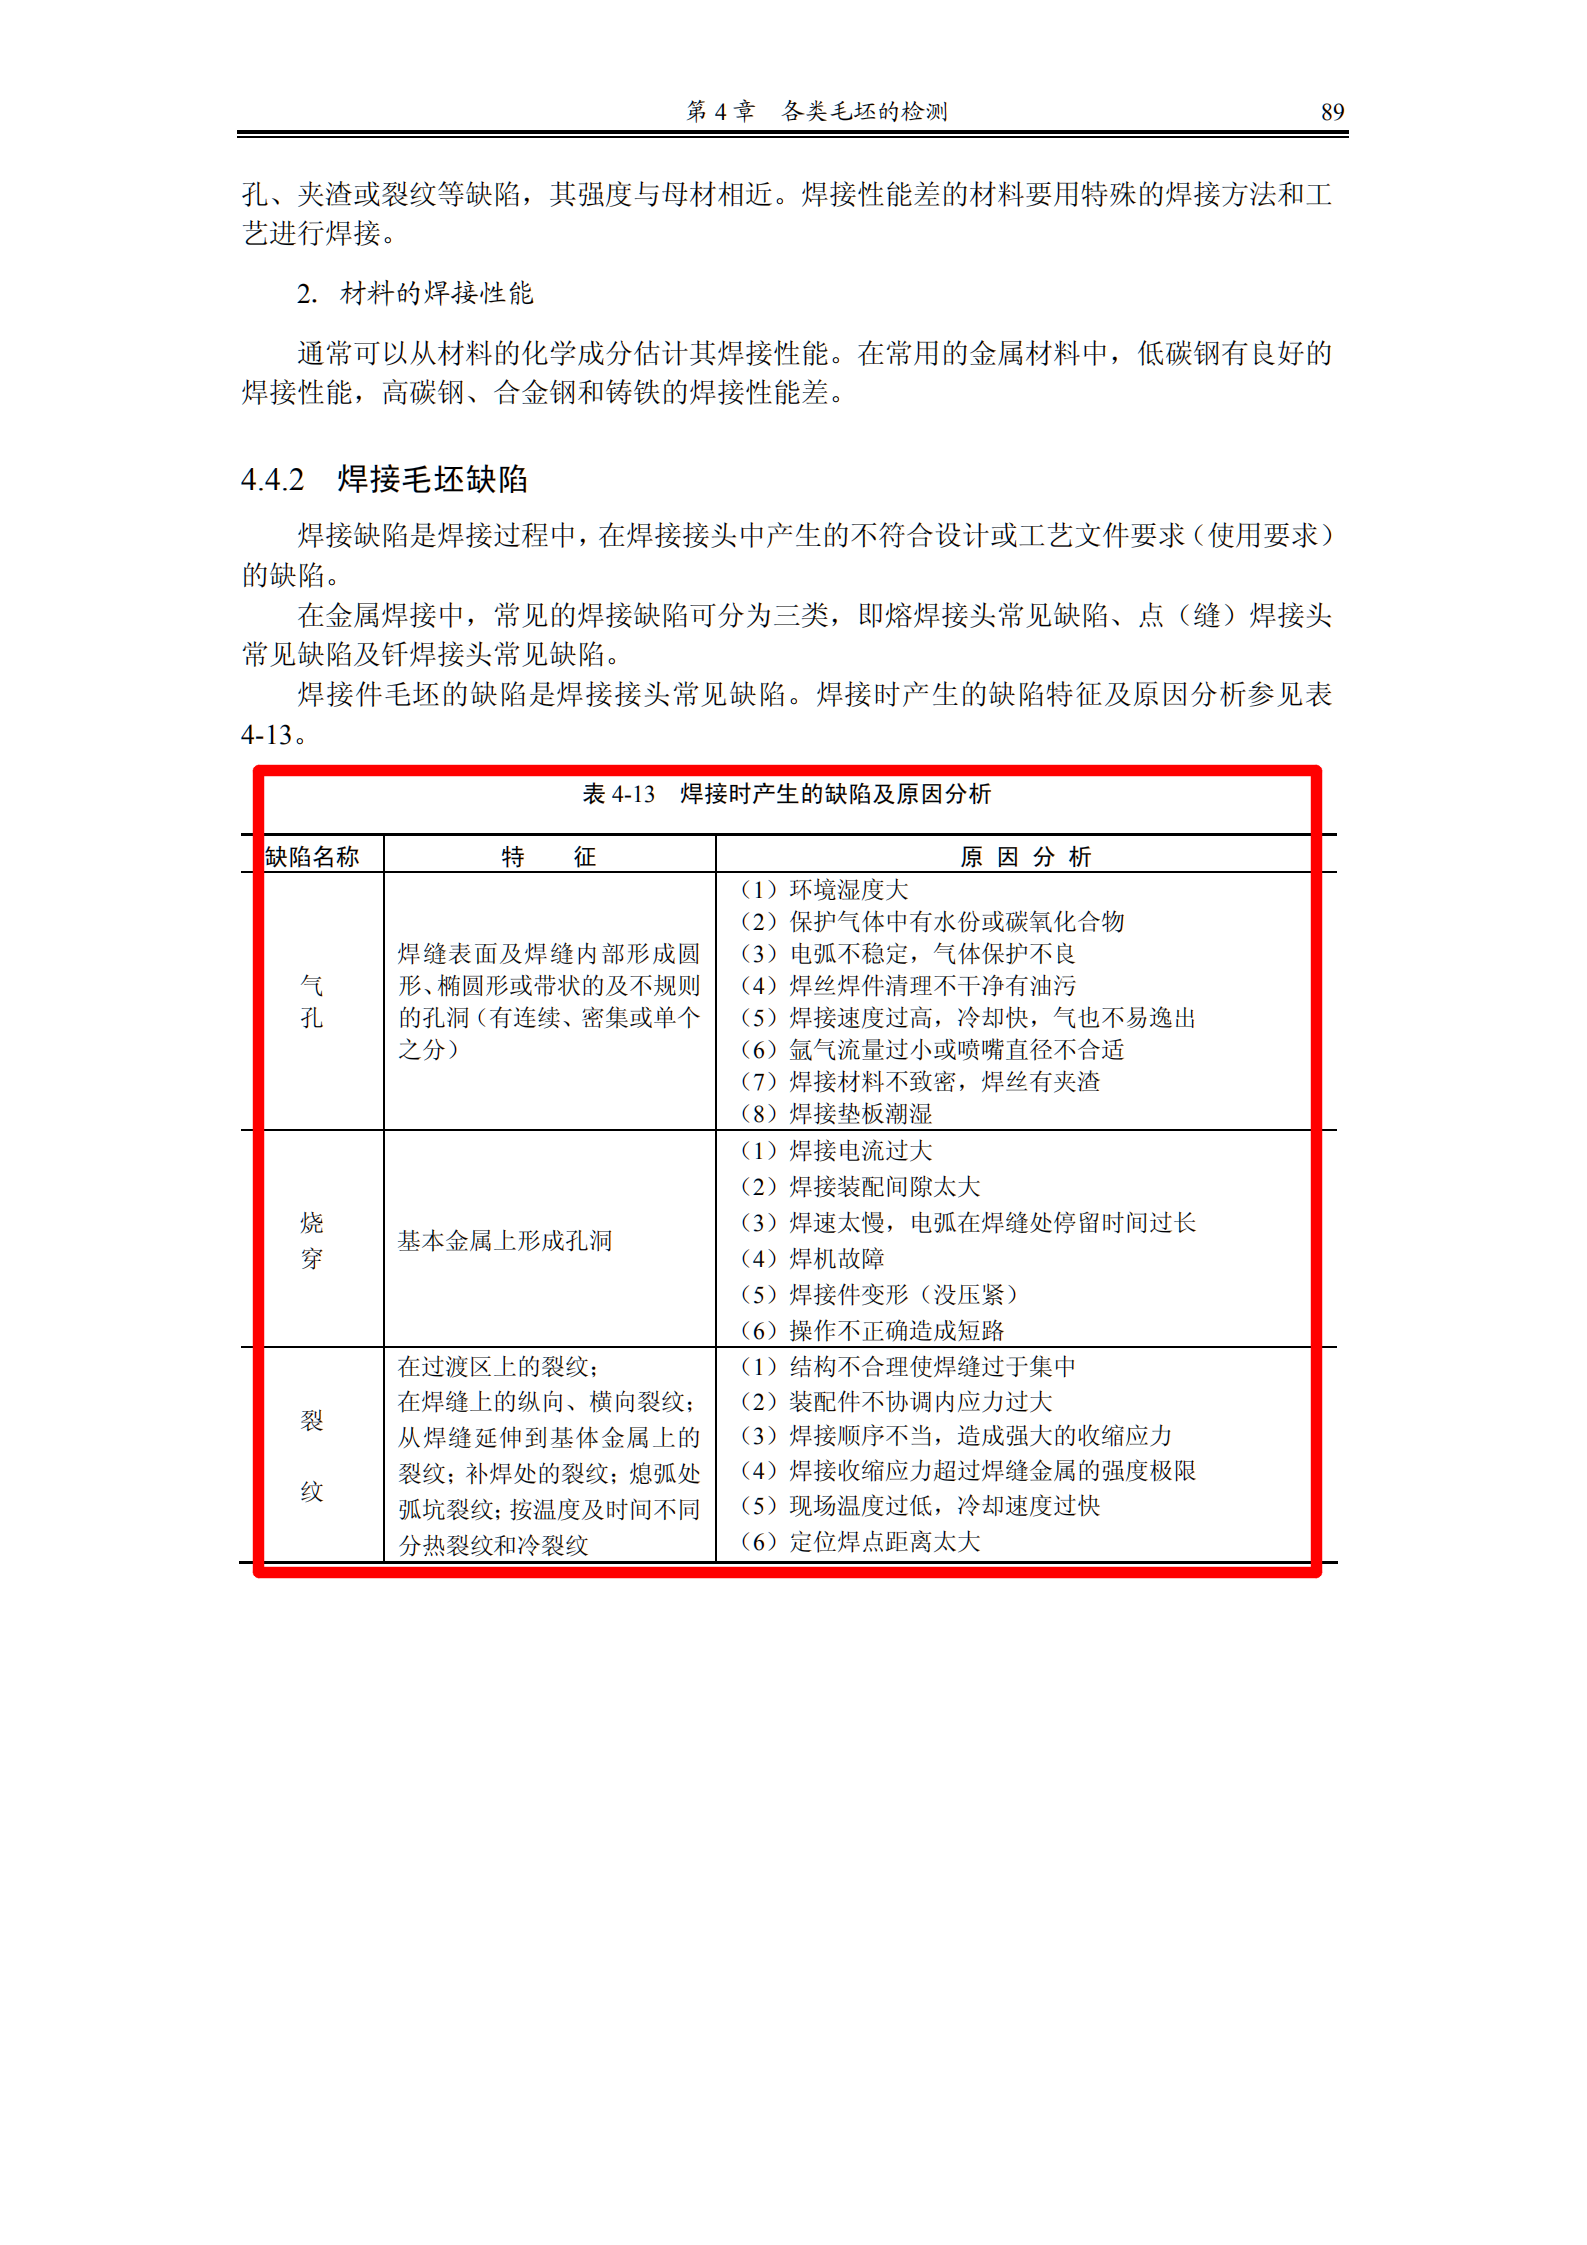 第 4 章 各类毛坯的检测 89
孔、夹渣或裂纹等缺陷，其强度与母材相近。焊接性能差的材料要用特殊的焊接方法和工
艺进行焊接。
2. 材料的焊接性能
通常可以从材料的化学成分估计其焊接性能。在常用的金属材料中，低碳钢有良好的
焊接性能，高碳钢、合金钢和铸铁的焊接性能差。
4.4.2 焊接毛坯缺陷
焊接缺陷是焊接过程中，在焊接接头中产生的不符合设计或工艺文件要求（使用要求）
的缺陷。
在金属焊接中，常见的焊接缺陷可分为三类，即熔焊接头常见缺陷、点（缝）焊接头
常见缺陷及钎焊接头常见缺陷。
焊接件毛坯的缺陷是焊接接头常见缺陷。焊接时产生的缺陷特征及原因分析参见表
4-13。
表 4-13 焊接时产生的缺陷及原因分析
缺陷名称 特 征 原 因 分 析
气
孔
焊缝表面及焊缝内部形成圆
形、椭圆形或带状的及不规则
的孔洞（有连续、密集或单个
之分）
（1）环境湿度大
（2）保护气体中有水份或碳氧化合物
（3）电弧不稳定，气体保护不良
（4）焊丝焊件清理不干净有油污
（5）焊接速度过高，冷却快，气也不易逸出
（6）氩气流量过小或喷嘴直径不合适
（7）焊接材料不致密，焊丝有夹渣
（8）焊接垫板潮湿
烧
穿
基本金属上形成孔洞
（1）焊接电流过大
（2）焊接装配间隙太大
（3）焊速太慢，电弧在焊缝处停留时间过长
（4）焊机故障
（5）焊接件变形（没压紧）
（6）操作不正确造成短路
裂
纹
在过渡区上的裂纹；
在焊缝上的纵向、横向裂纹；
从焊缝延伸到基体金属上的
裂纹；补焊处的裂纹；熄弧处
弧坑裂纹；按温度及时间不同
分热裂纹和冷裂纹
（1）结构不合理使焊缝过于集中
（2）装配件不协调内应力过大
（3）焊接顺序不当，造成强大的收缩应力
（4）焊接收缩应力超过焊缝金属的强度极限
（5）现场温度过低，冷却速度过快
（6）定位焊点距离太大